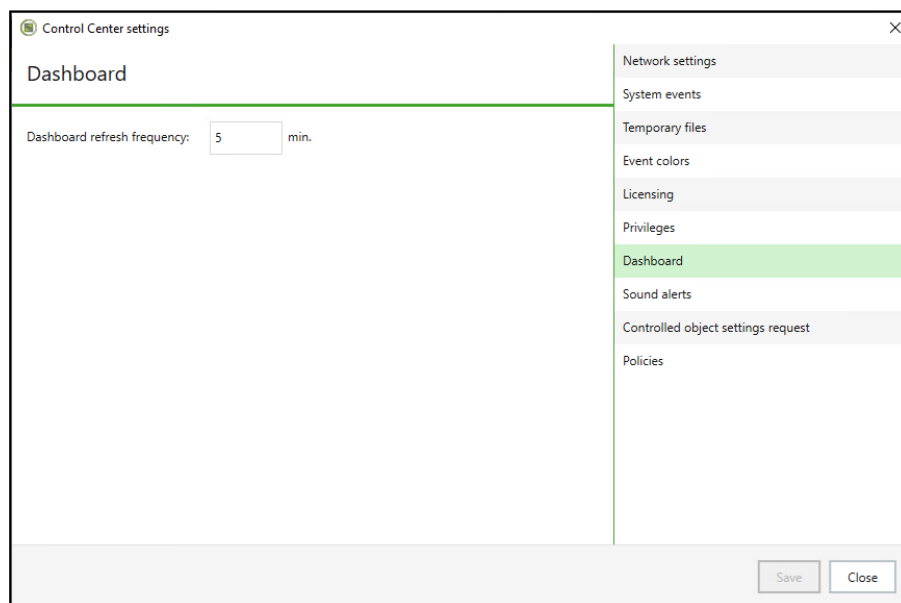 Control Center settings
Dashboard
Dashboard refresh frequency: 5 min.
Network settings
System events
Temporary files
Event colors
Licensing
Privileges
Dashboard
Sound alerts
Controlled object settings request
Policies
Save Close